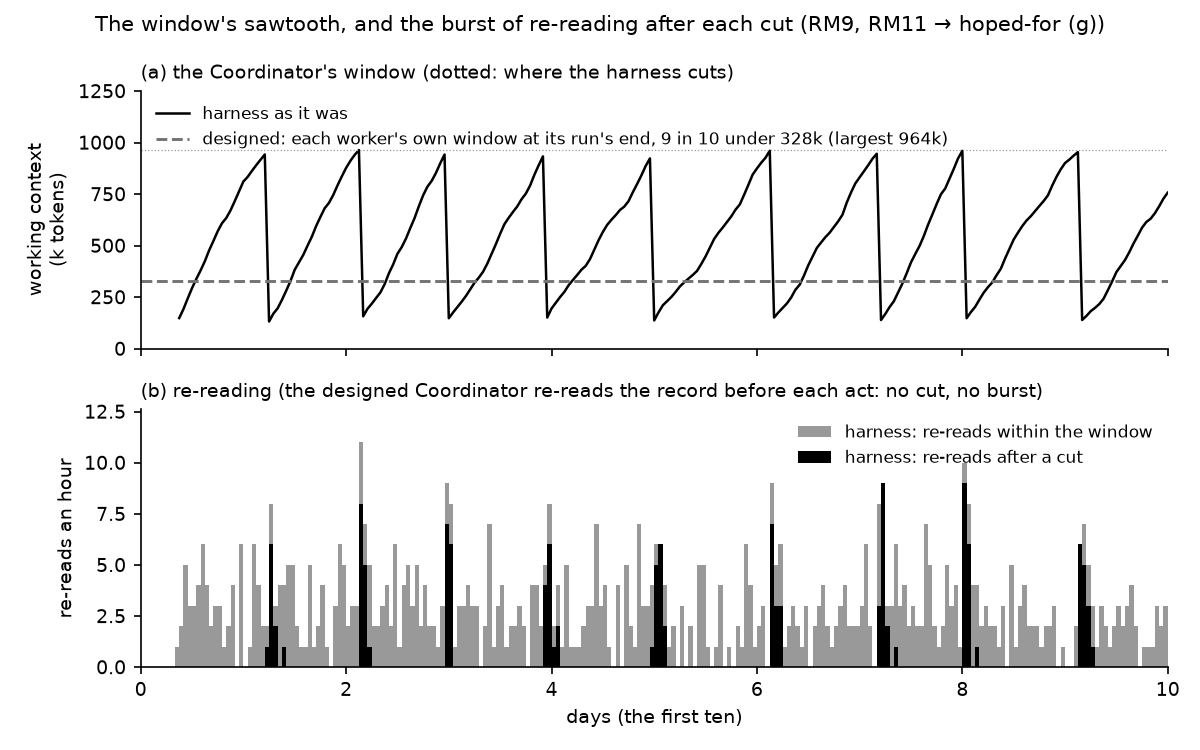 The window's sawtooth, and the burst of re-reading after each cut (RM9, RM11 → hoped-for (g))
(a) the Coordinator's window (dotted: where the harness cuts)
working context
(k tokens)
1250
1000
750
500
250
0
harness as it was
designed: each worker's own window at its run's end, 9 in 10 under 328k (largest 964k)
(b) re-reading (the designed Coordinator re-reads the record before each act: no cut, no burst)
re-reads an hour
12.5
10.0
7.5
5.0
2.5
0.0
harness: re-reads within the window
harness: re-reads after a cut
0 2 4 6 8 10
days (the first ten)